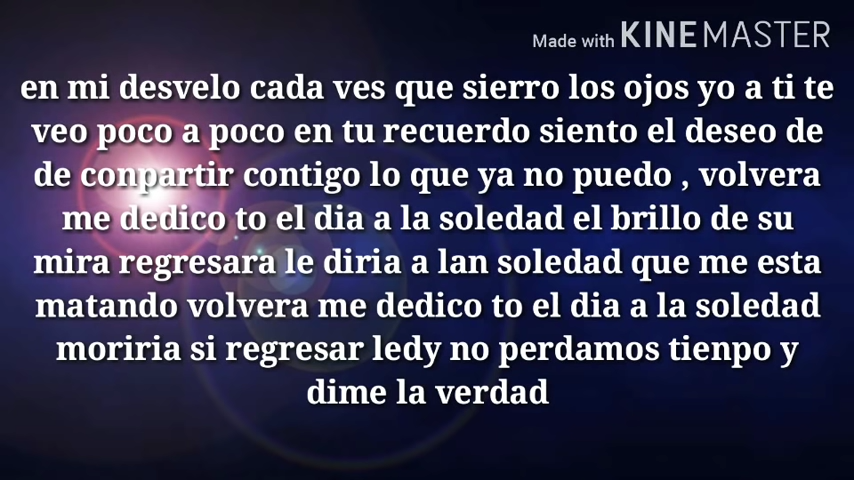 Made with KINEMASTER
en mi desvelo cada ves que sierro los ojos yo a ti te
veo poco a poco en tu recuerdo siento el deseo de
de conpartir contigo lo que ya no puedo , volvera
me dedico to el dia a la soledad el brillo de su
mira regresara le diria a lan soledad que me esta
matando volvera me dedico to el dia a la soledad
moriria si regresar ledy no perdamos tienpo y
dime la verdad